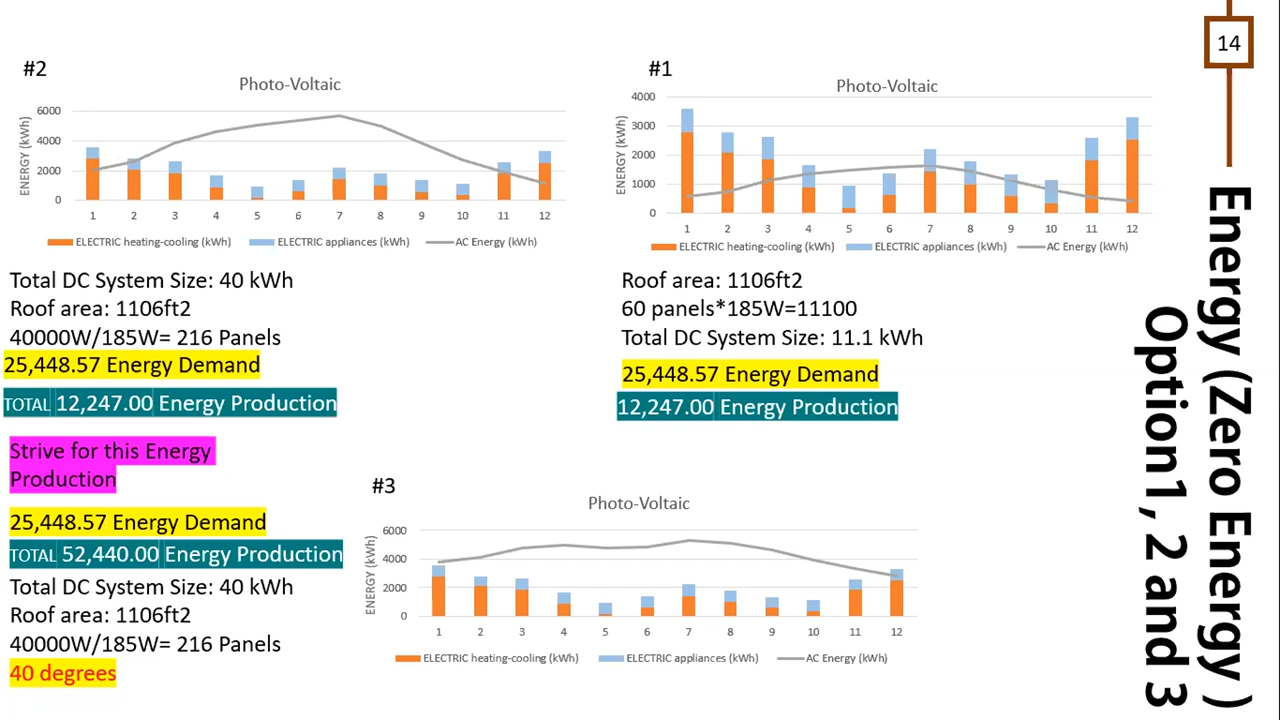 14
Energy (Zero Energy )
Option1, 2 and 3
#2
Photo-Voltaic
ENERGY (kWh)
6000
4000
2000
0
1 2 3 4 5 6 7 8 9 10 11 12
ELECTRIC heating-cooling (kWh) ELECTRIC appliances (kWh) AC Energy (kWh)
Total DC System Size: 40 kWh
Roof area: 1106ft2
40000W/185W= 216 Panels
25,448.57 Energy Demand
TOTAL 12,247.00 Energy Production
#1
Photo-Voltaic
ENERGY (kWh)
4000
3000
2000
1000
0
1 2 3 4 5 6 7 8 9 10 11 12
ELECTRIC heating-cooling (kWh) ELECTRIC appliances (kWh) AC Energy (kWh)
Roof area: 1106ft2
60 panels*185W=11100
Total DC System Size: 11.1 kWh
25,448.57 Energy Demand
12,247.00 Energy Production
Strive for this Energy
Production
25,448.57 Energy Demand
TOTAL 52,440.00 Energy Production
Total DC System Size: 40 kWh
Roof area: 1106ft2
40000W/185W= 216 Panels
40 degrees
#3
Photo-Voltaic
ENERGY (kWh)
6000
4000
2000
0
1 2 3 4 5 6 7 8 9 10 11 12
ELECTRIC heating-cooling (kWh) ELECTRIC appliances (kWh) AC Energy (kWh)